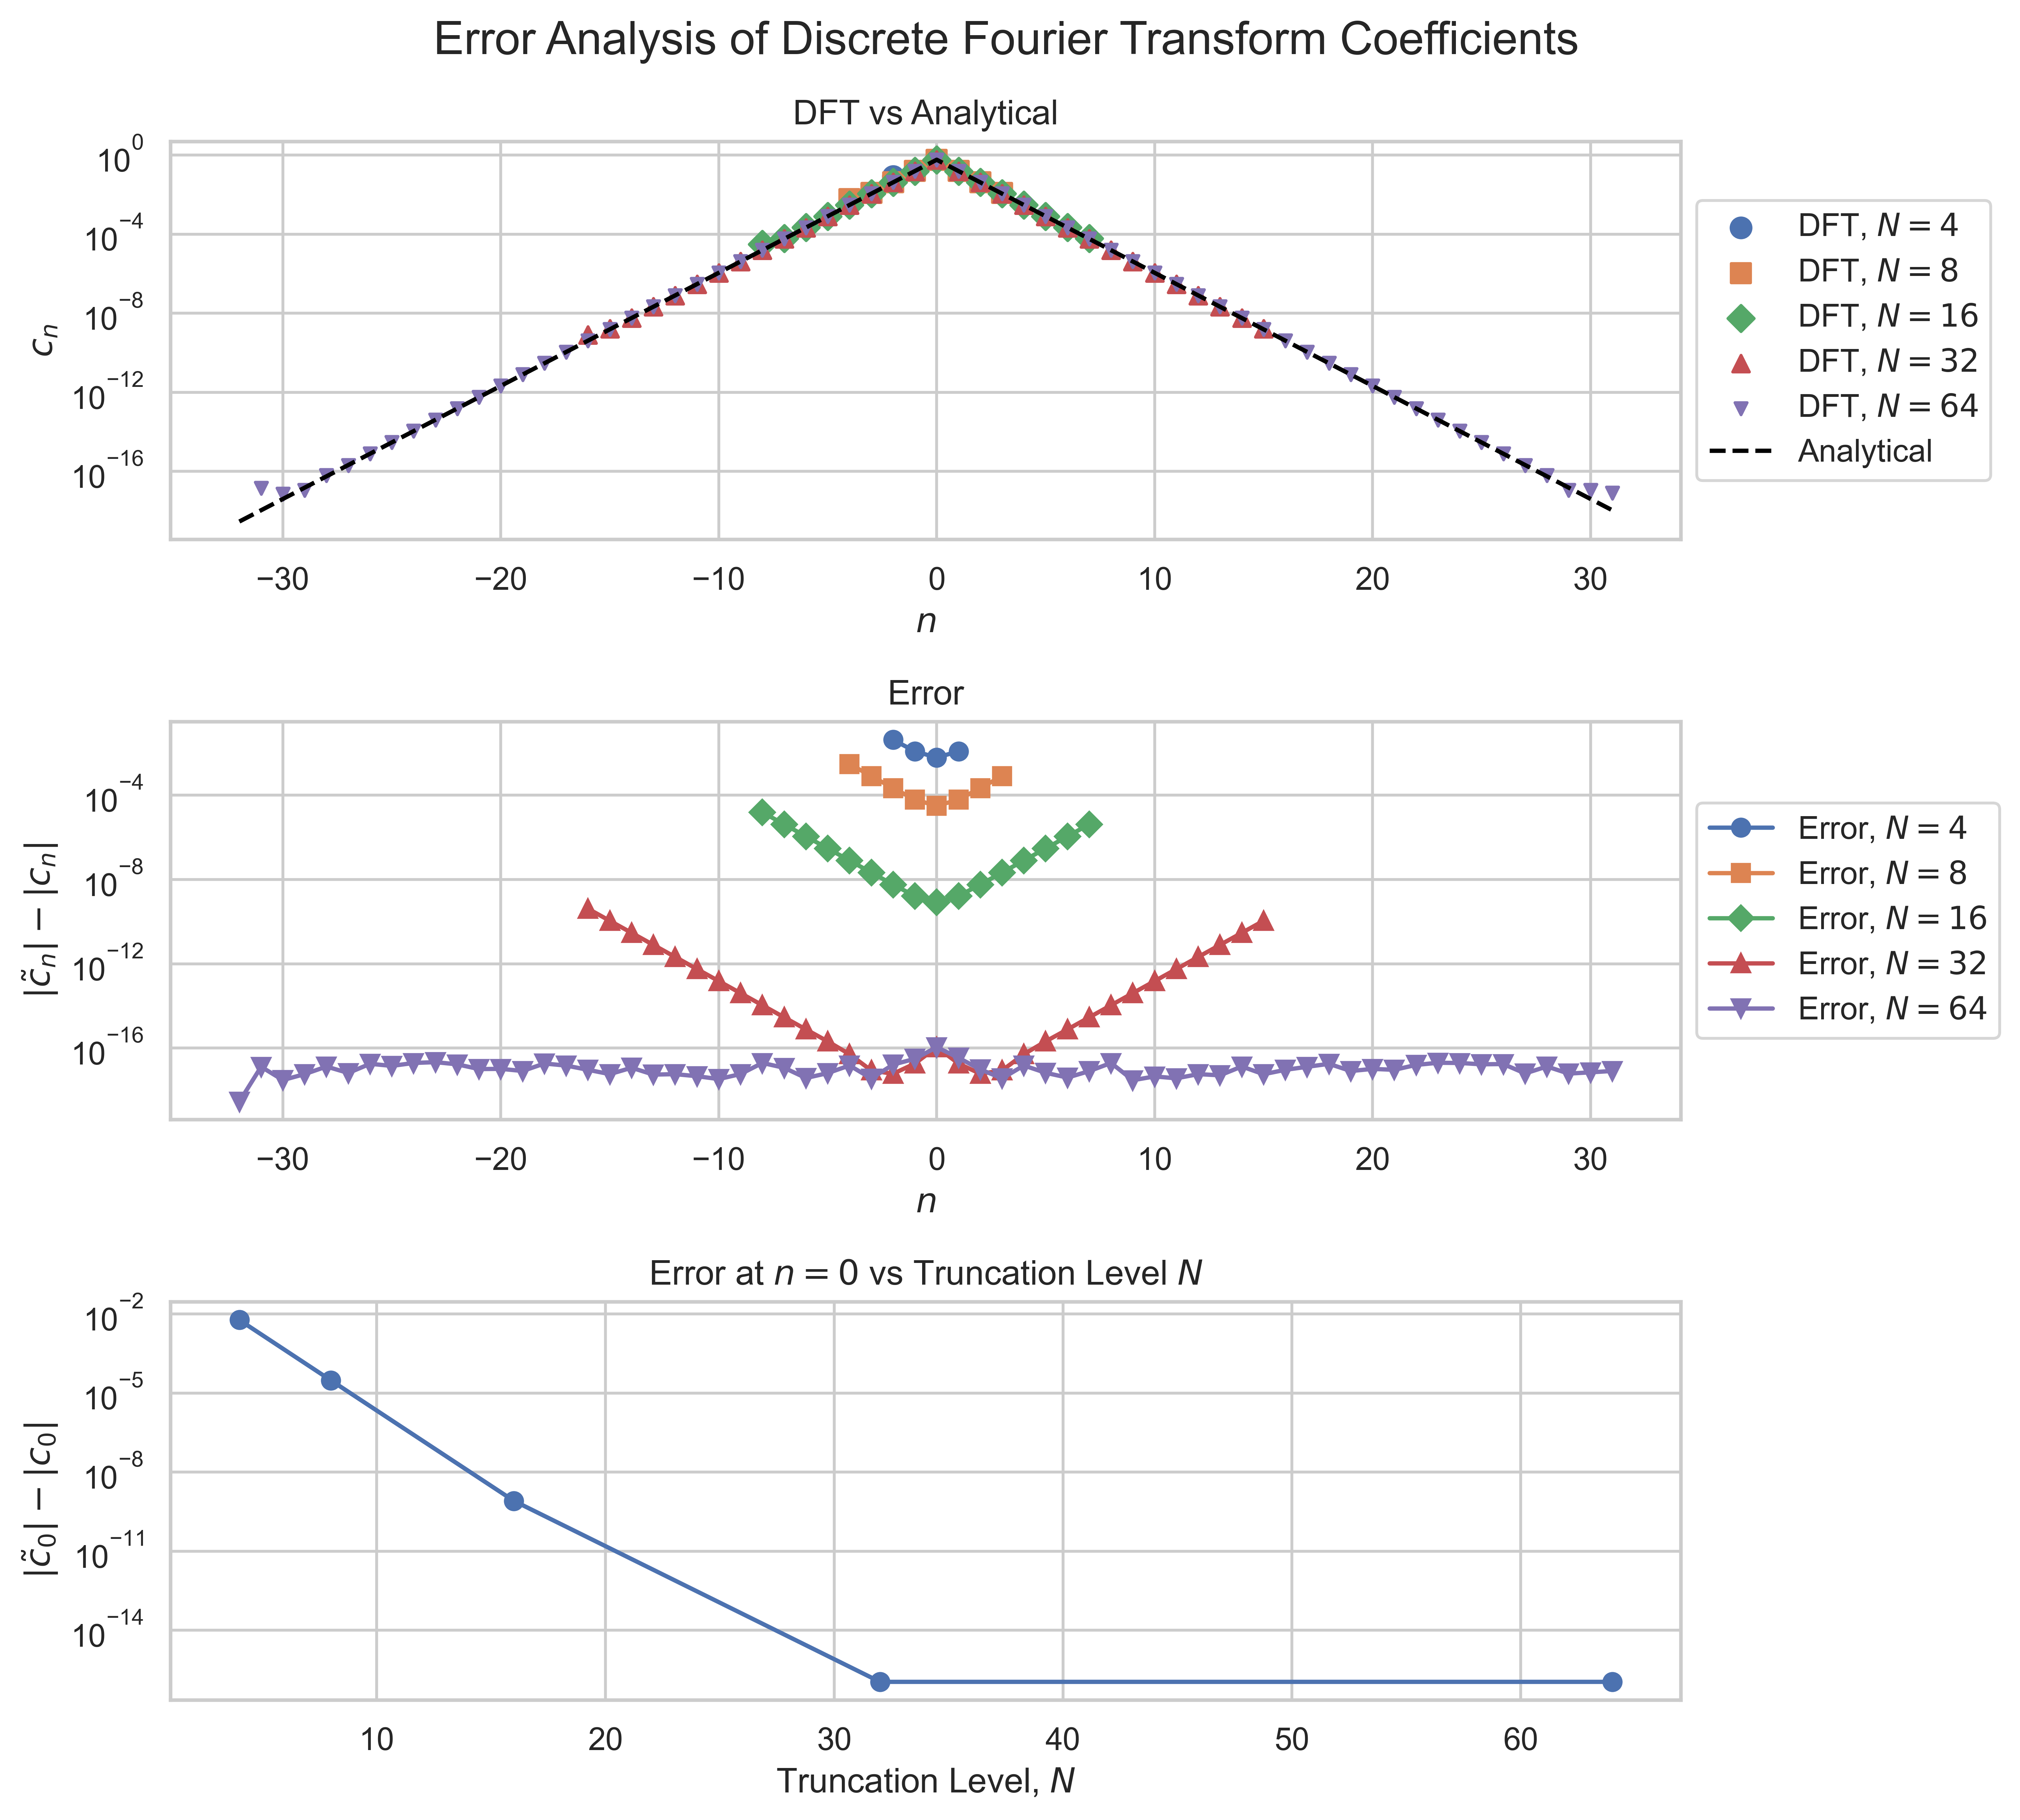 Error Analysis of Discrete Fourier Transform Coefficients
DFT vs Analytical
10^0
10^−4
10^−8
10^−12
10^−16
c_n
−30 −20 −10 0 10 20 30
n
DFT, N = 4
DFT, N = 8
DFT, N = 16
DFT, N = 32
DFT, N = 64
Analytical
Error
10^−4
10^−8
10^−12
10^−16
|c̃_n| − |c_n|
−30 −20 −10 0 10 20 30
n
Error, N = 4
Error, N = 8
Error, N = 16
Error, N = 32
Error, N = 64
Error at n = 0 vs Truncation Level N
10^−2
10^−5
10^−8
10^−11
10^−14
|c̃_0| − |c_0|
10 20 30 40 50 60
Truncation Level, N